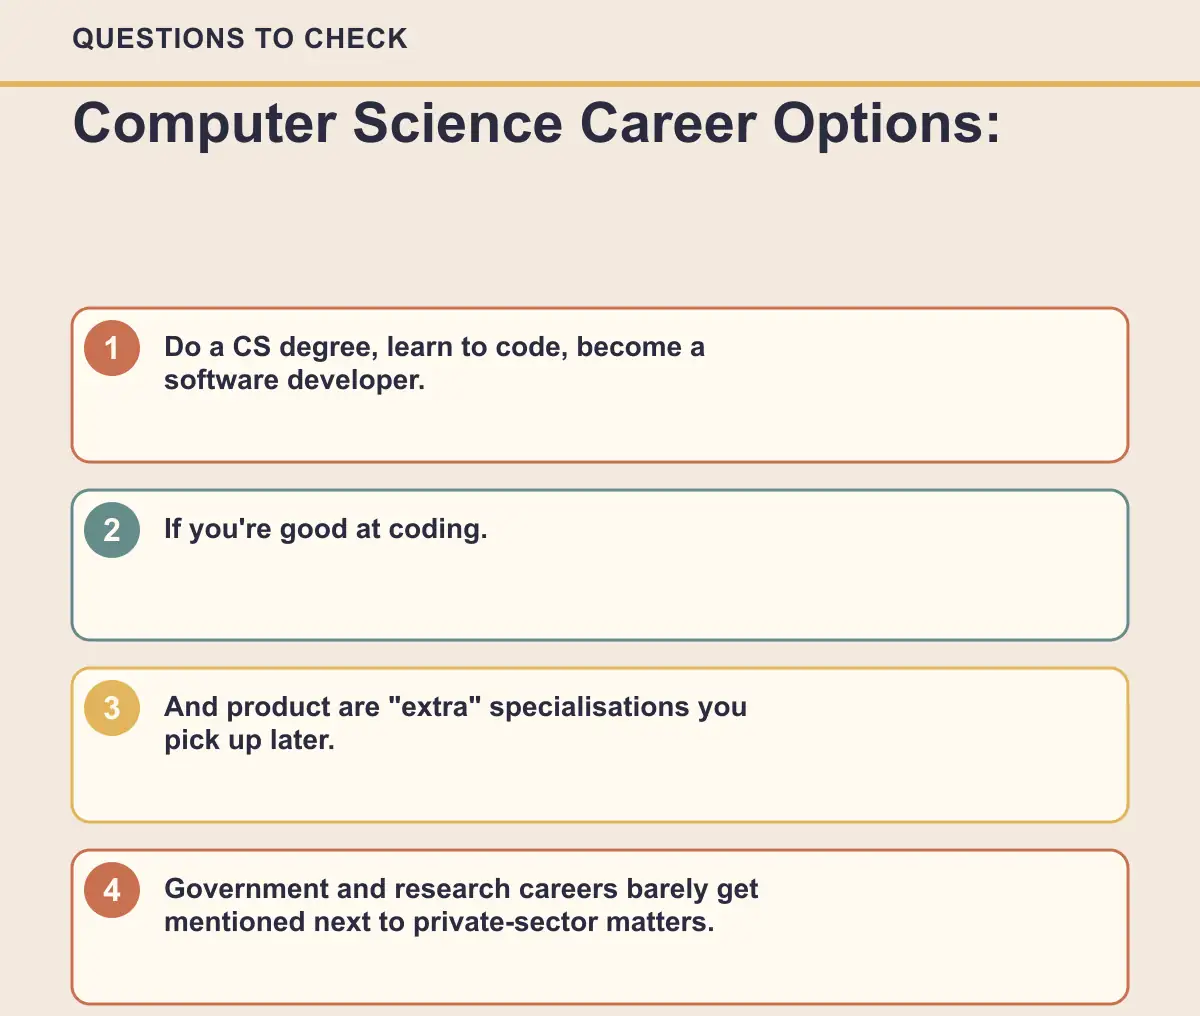 QUESTIONS TO CHECK
Computer Science Career Options:
1
Do a CS degree, learn to code, become a
software developer.
2
If you're good at coding.
3
And product are "extra" specialisations you
pick up later.
4
Government and research careers barely get
mentioned next to private-sector matters.